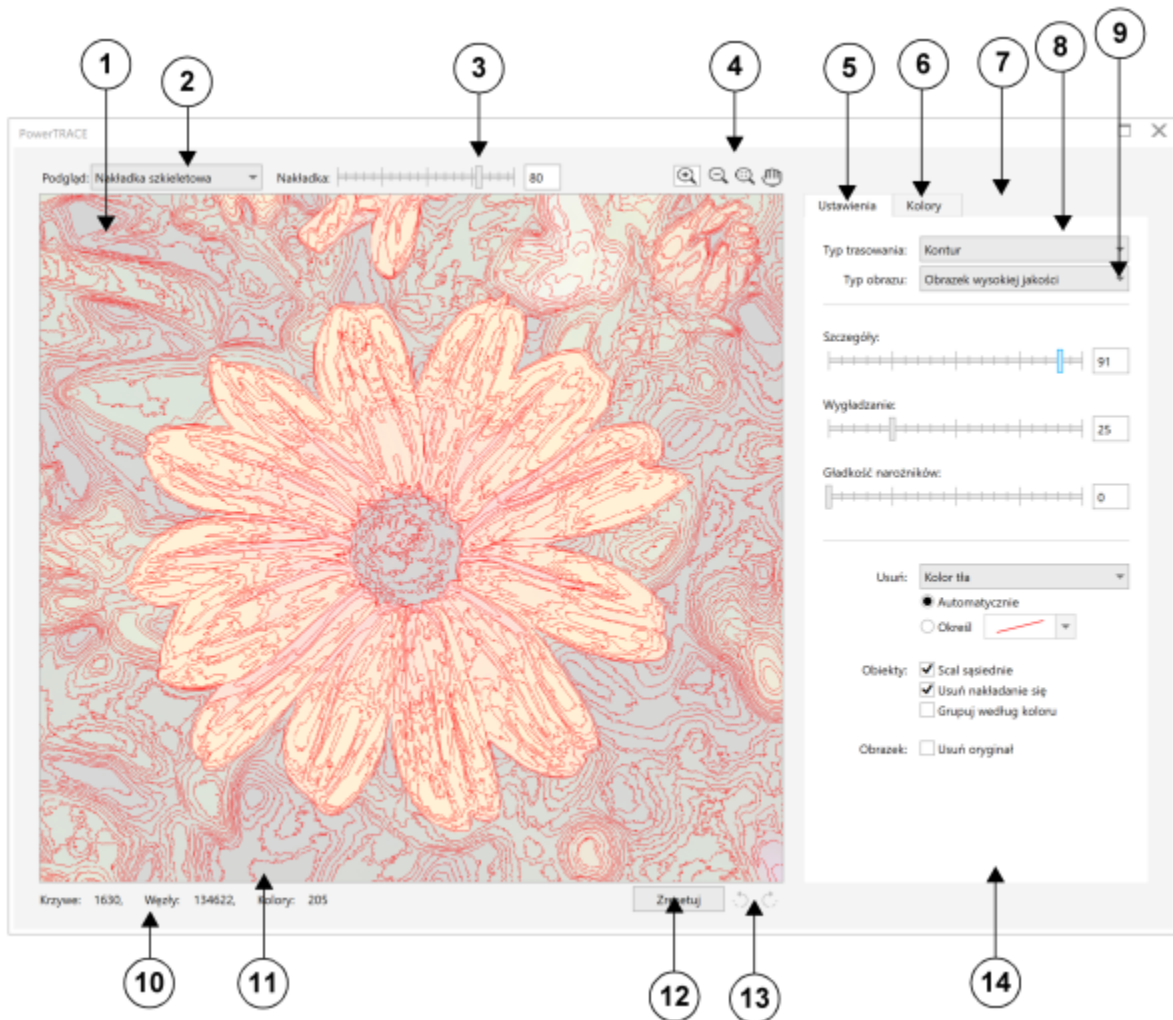 1 2 3 4 5 6 7 8 9
PowerTRACE
Podgląd: Nakładka szkieletowa Nakładka: 80
Ustawienia Kolory
Typ trasowania: Kontur
Typ obrazu: Obrazek wysokiej jakości
Szczegóły:
91
Wygładzanie:
25
Gładkość narożników:
0
Usuń: Kolor tła
Automatycznie
Określ
Obiekty: Scal sąsiednie
Usuń nakładanie się
Grupuj według koloru
Obrazek: Usuń oryginał
Krzywe: 1630, Węzły: 134622, Kolory: 205 Zresetuj
10 11 12 13 14